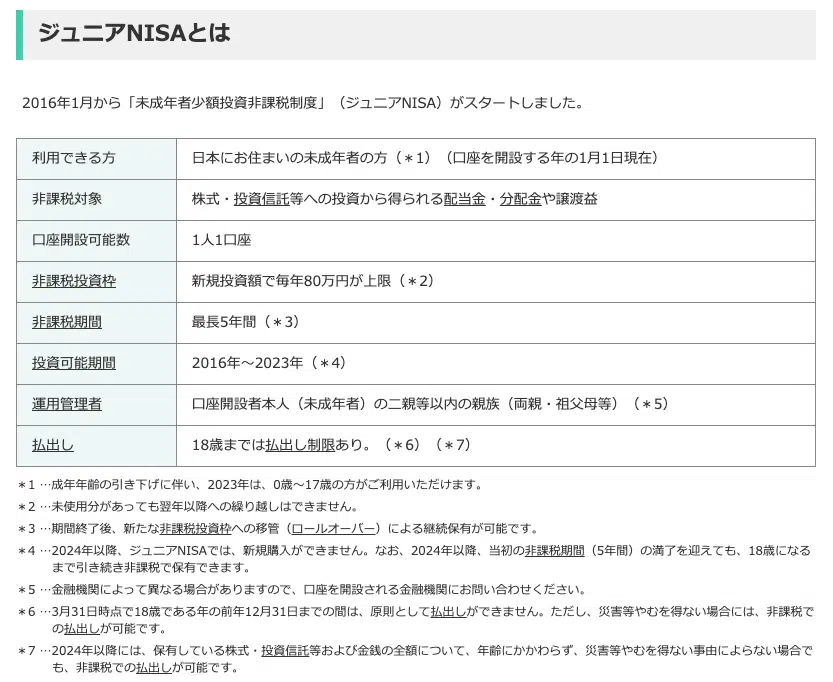 ジュニアNISAとは
2016年1月から「未成年者少額投資非課税制度」（ジュニアNISA）がスタートしました。
利用できる方 日本にお住まいの未成年者の方（＊1）（口座を開設する年の1月1日現在）
非課税対象 株式・投資信託等への投資から得られる配当金・分配金や譲渡益
口座開設可能数 1人1口座
非課税投資枠 新規投資額で毎年80万円が上限（＊2）
非課税期間 最長5年間（＊3）
投資可能期間 2016年～2023年（＊4）
運用管理者 口座開設者本人（未成年者）の二親等以内の親族（両親・祖父母等）（＊5）
払出し 18歳までは払出し制限あり。（＊6）（＊7）
＊1 …成年年齢の引き下げに伴い、2023年は、0歳～17歳の方がご利用いただけます。
＊2 …未使用分があっても翌年以降への繰り越しはできません。
＊3 …期間終了後、新たな非課税投資枠への移管（ロールオーバー）による継続保有が可能です。
＊4 …2024年以降、ジュニアNISAでは、新規購入ができません。なお、2024年以降、当初の非課税期間（5年間）の満了を迎えても、18歳になる
まで引き続き非課税で保有できます。
＊5 …金融機関によって異なる場合がありますので、口座を開設される金融機関にお問い合わせください。
＊6 …3月31日時点で18歳である年の前年12月31日までの間は、原則として払出しができません。ただし、災害等やむを得ない場合には、非課税で
の払出しが可能です。
＊7 …2024年以降には、保有している株式・投資信託等および金銭の全額について、年齢にかかわらず、災害等やむを得ない事由によらない場合で
も、非課税での払出しが可能です。